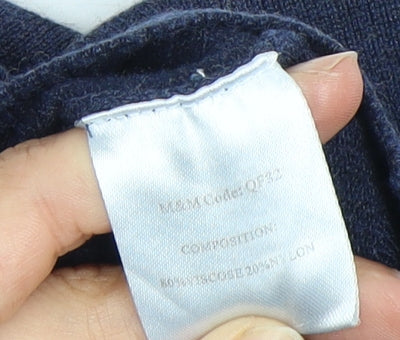 M&M Code: QF32
COMPOSITION:
80%VISCOSE 20%NYLON